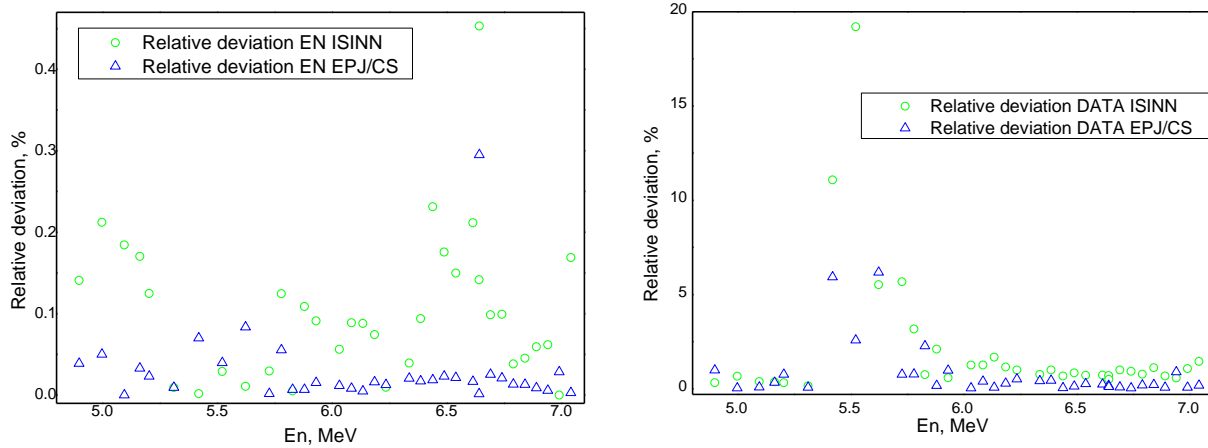 Relative deviation EN ISINN
Relative deviation EN EPJ/CS
Relative deviation, %
0.4
0.3
0.2
0.1
0.0
5.0 5.5 6.0 6.5 7.0
En, MeV
Relative deviation DATA ISINN
Relative deviation DATA EPJ/CS
Relative deviation, %
20
15
10
5
0
5.0 5.5 6.0 6.5 7.0
En, MeV